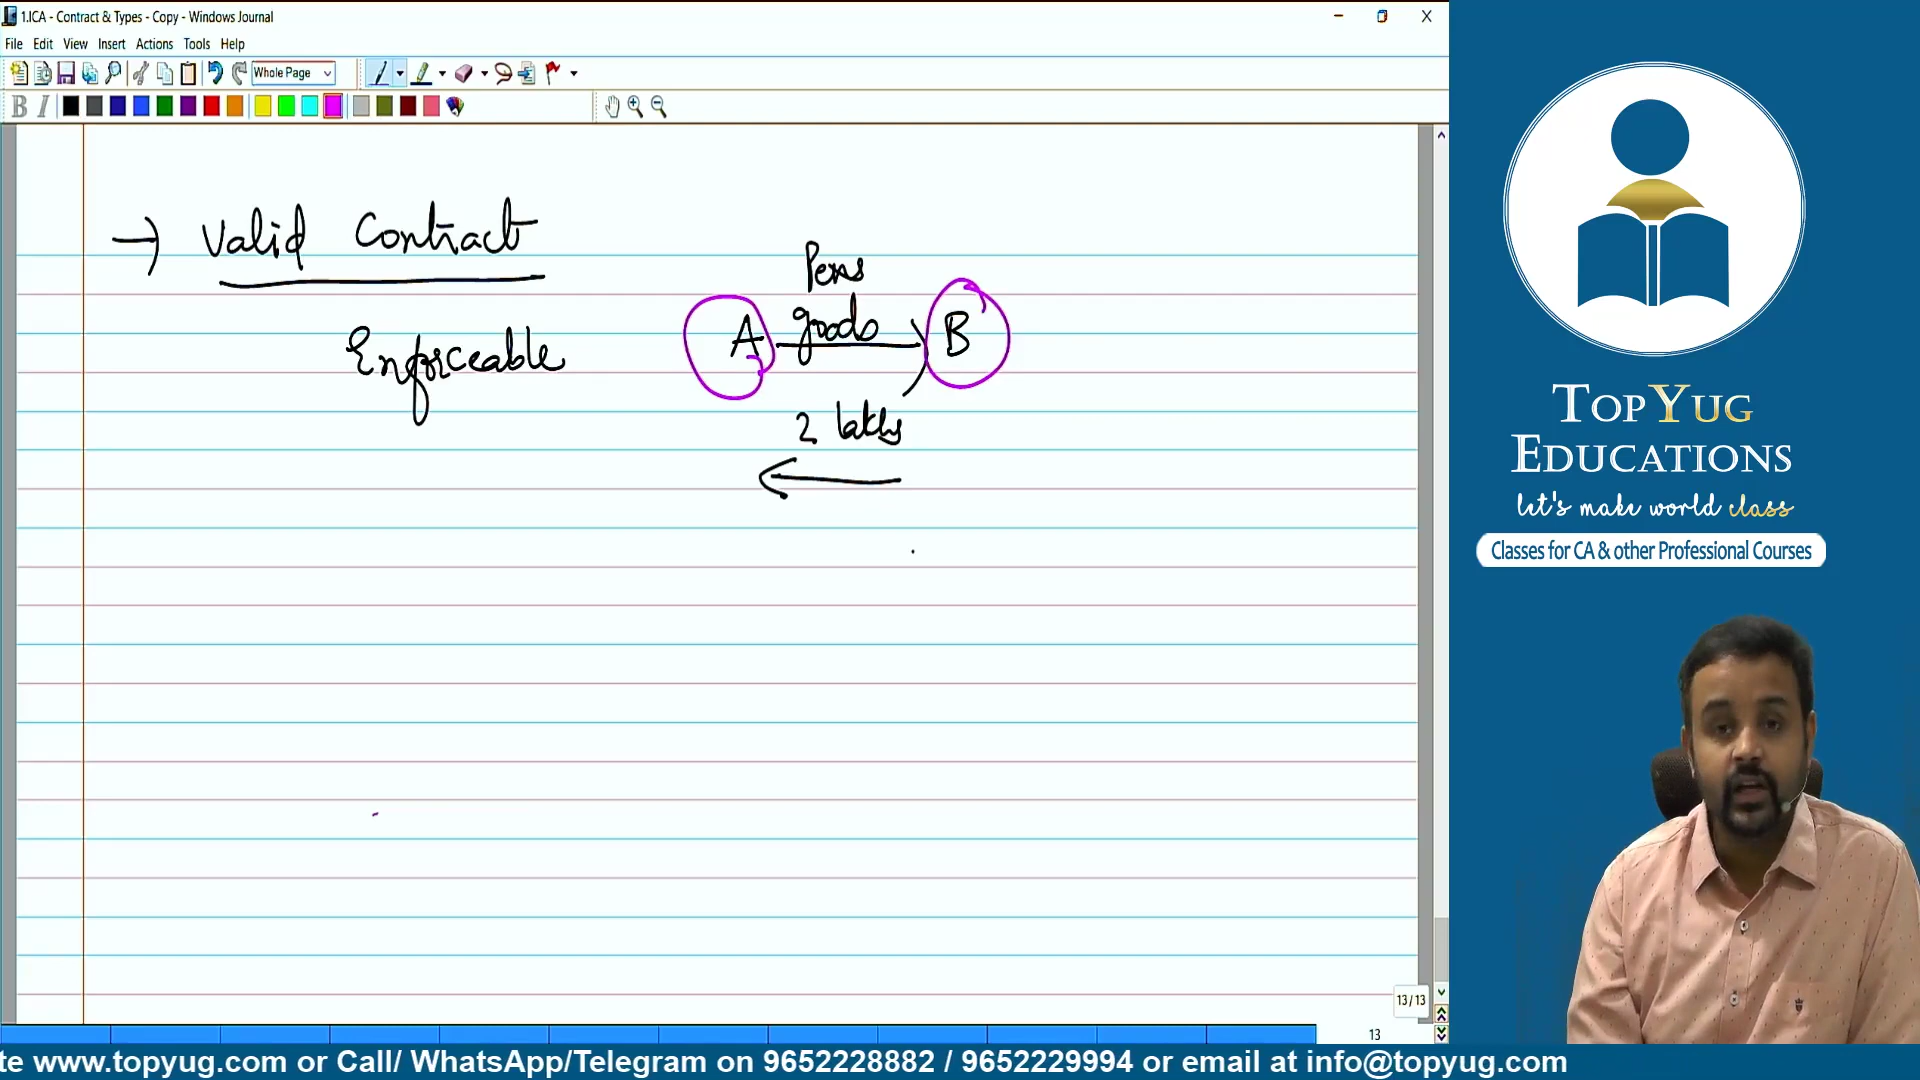 1.ICA - Contract & Types - Copy - Windows Journal
File Edit View Insert Actions Tools Help
Whole Page
B I
→ Valid Contract
Enforceable
Pens
goods
A B
2 lakhs
13/13
13
TOPYUG
EDUCATIONS
let's make world class
Classes for CA & other Professional Courses
te www.topyug.com or Call/ WhatsApp/Telegram on 9652228882 / 9652229994 or email at info@topyug.com